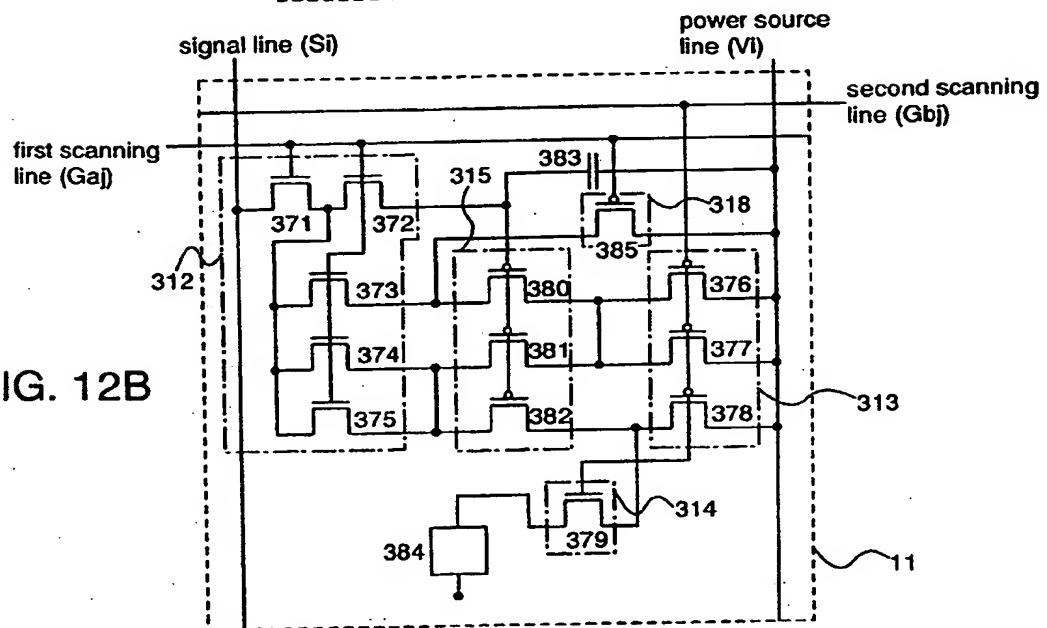 power source
line (Vi)
signal line (Si)
second scanning
line (Gbj)
first scanning
line (Gaj)
383
315
318
371
372
385
312
373
380
376
374
381
377
IG. 12B
375
382
378
313
314
379
384
11